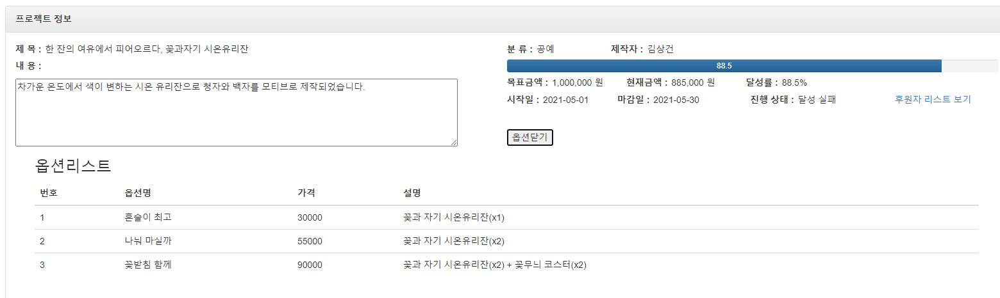 프로젝트 정보
제 목 : 한 잔의 여유에서 피어오르다, 꽃과자기 시온유리잔
내 용 :
차가운 온도에서 색이 변하는 시온 유리잔으로 청자와 백자를 모티브로 제작되었습니다.
분 류 : 공예 제작자 : 김상건
88.5
목표금액 : 1,000,000 원 현재금액 : 885,000 원 달성률 : 88.5%
시작일 : 2021-05-01 마감일 : 2021-05-30 진행 상태 : 달성 실패 후원자 리스트 보기
옵션닫기
옵션리스트
번호 옵션명 가격 설명
1 혼술이 최고 30000 꽃과 자기 시온유리잔(x1)
2 나눠 마실까 55000 꽃과 자기 시온유리잔(x2)
3 꽃받침 함께 90000 꽃과 자기 시온유리잔(x2) + 꽃무늬 코스터(x2)